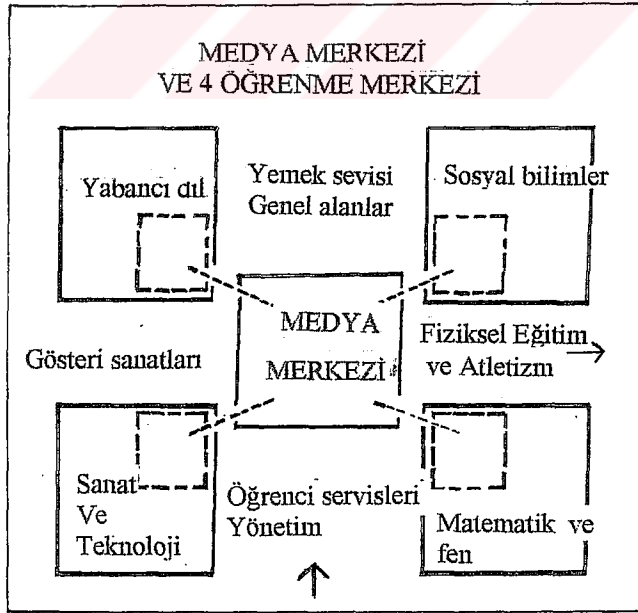 MEDYA MERKEZİ
VE 4 ÖĞRENME MERKEZİ
Yabancı dil
Yemek sevisi
Genel alanlar
Sosyal bilimler
MEDYA
MERKEZİ
Gösteri sanatları
Fiziksel Eğitim
ve Atletizm
Sanat
Ve
Teknoloji
Öğrenci servisleri
Yönetim
Matematik ve
fen